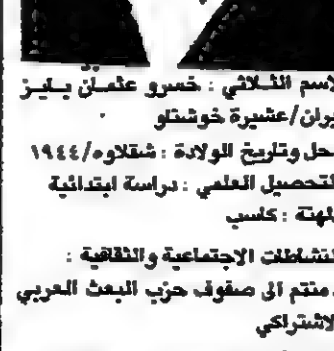 لاسم الثلاثي : خسرو عثمان بايز
يران/عشيرة خوشناو
حل وتاريخ الولادة : شقلاوه/١٩٤٤
لتحصيل العلمي : دراسة ابتدائية
لمهنة : كاسب
لنشاطات الاجتماعية والثقافية :
منتم الى صفوف حزب البعث العربي
لاشتراكي